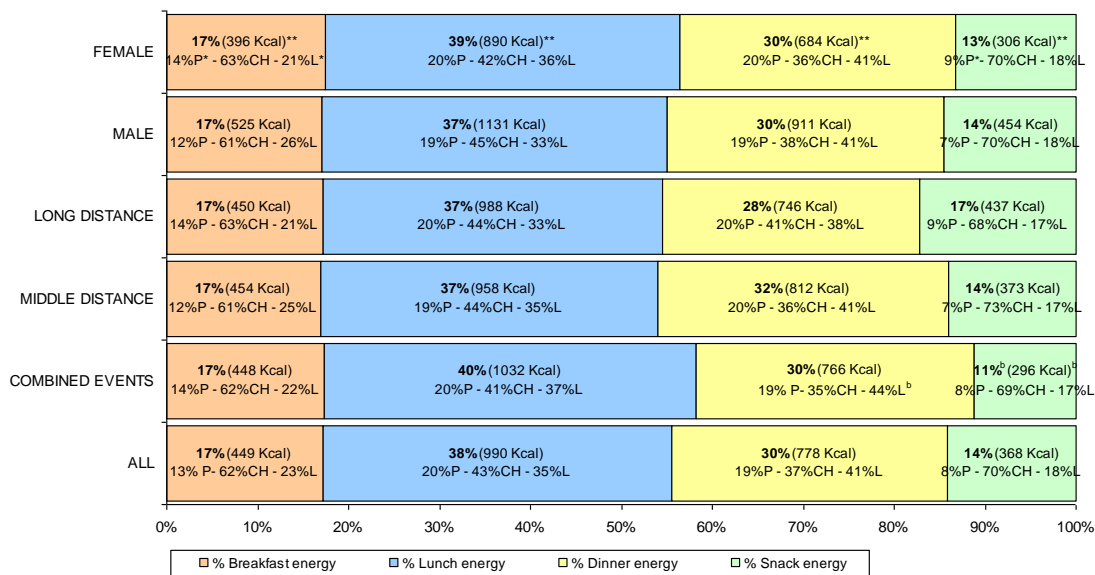 FEMALE
17%(396 Kcal)** 39%(890 Kcal)** 30%(684 Kcal)** 13%(306 Kcal)**
14%P* - 63%CH - 21%L* 20%P - 42%CH - 36%L 20%P - 36%CH - 41%L 9%P*- 70%CH - 18%L
MALE
17%(525 Kcal) 37%(1131 Kcal) 30%(911 Kcal) 14%(454 Kcal)
12%P - 61%CH - 26%L 19%P - 45%CH - 33%L 19%P - 38%CH - 41%L 7%P - 70%CH - 18%L
LONG DISTANCE
17%(450 Kcal) 37%(988 Kcal) 28%(746 Kcal) 17%(437 Kcal)
14%P - 63%CH - 21%L 20%P - 44%CH - 33%L 20%P - 41%CH - 38%L 9%P - 68%CH - 17%L
MIDDLE DISTANCE
17%(454 Kcal) 37%(958 Kcal) 32%(812 Kcal) 14%(373 Kcal)
12%P - 61%CH - 25%L 19%P - 44%CH - 35%L 20%P - 36%CH - 41%L 7%P - 73%CH - 17%L
COMBINED EVENTS
17%(448 Kcal) 40%(1032 Kcal) 30%(766 Kcal) 11%ᵇ(296 Kcal)ᵇ
14%P - 62%CH - 22%L 20%P - 41%CH - 37%L 19% P- 35%CH - 44%Lᵇ 8%P - 69%CH - 17%L
ALL
17%(449 Kcal) 38%(990 Kcal) 30%(778 Kcal) 14%(368 Kcal)
13% P- 62%CH - 23%L 20%P - 43%CH - 35%L 19%P - 37%CH - 41%L 8%P - 70%CH - 18%L
0% 10% 20% 30% 40% 50% 60% 70% 80% 90% 100%
% Breakfast energy % Lunch energy % Dinner energy % Snack energy